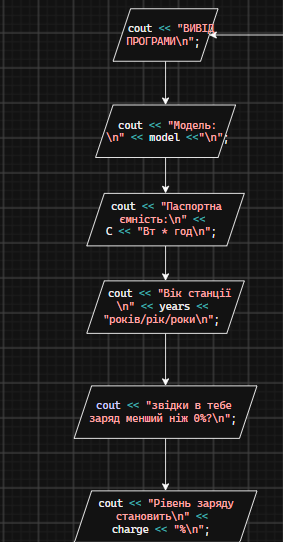 cout << "ВИВІД
ПРОГРАМИ\n";
cout << "Модель:
\n" << model <<"\n";
cout << "Паспортна
ємність:\n" <<
C << "Вт * год\n";
cout << "Вік станції
\n" << years <<
"років/рік/роки\n";
cout << "звідки в тебе
заряд менший ніж 0%?\n";
cout << "Рівень заряду
становить\n" <<
charge << "%\n";